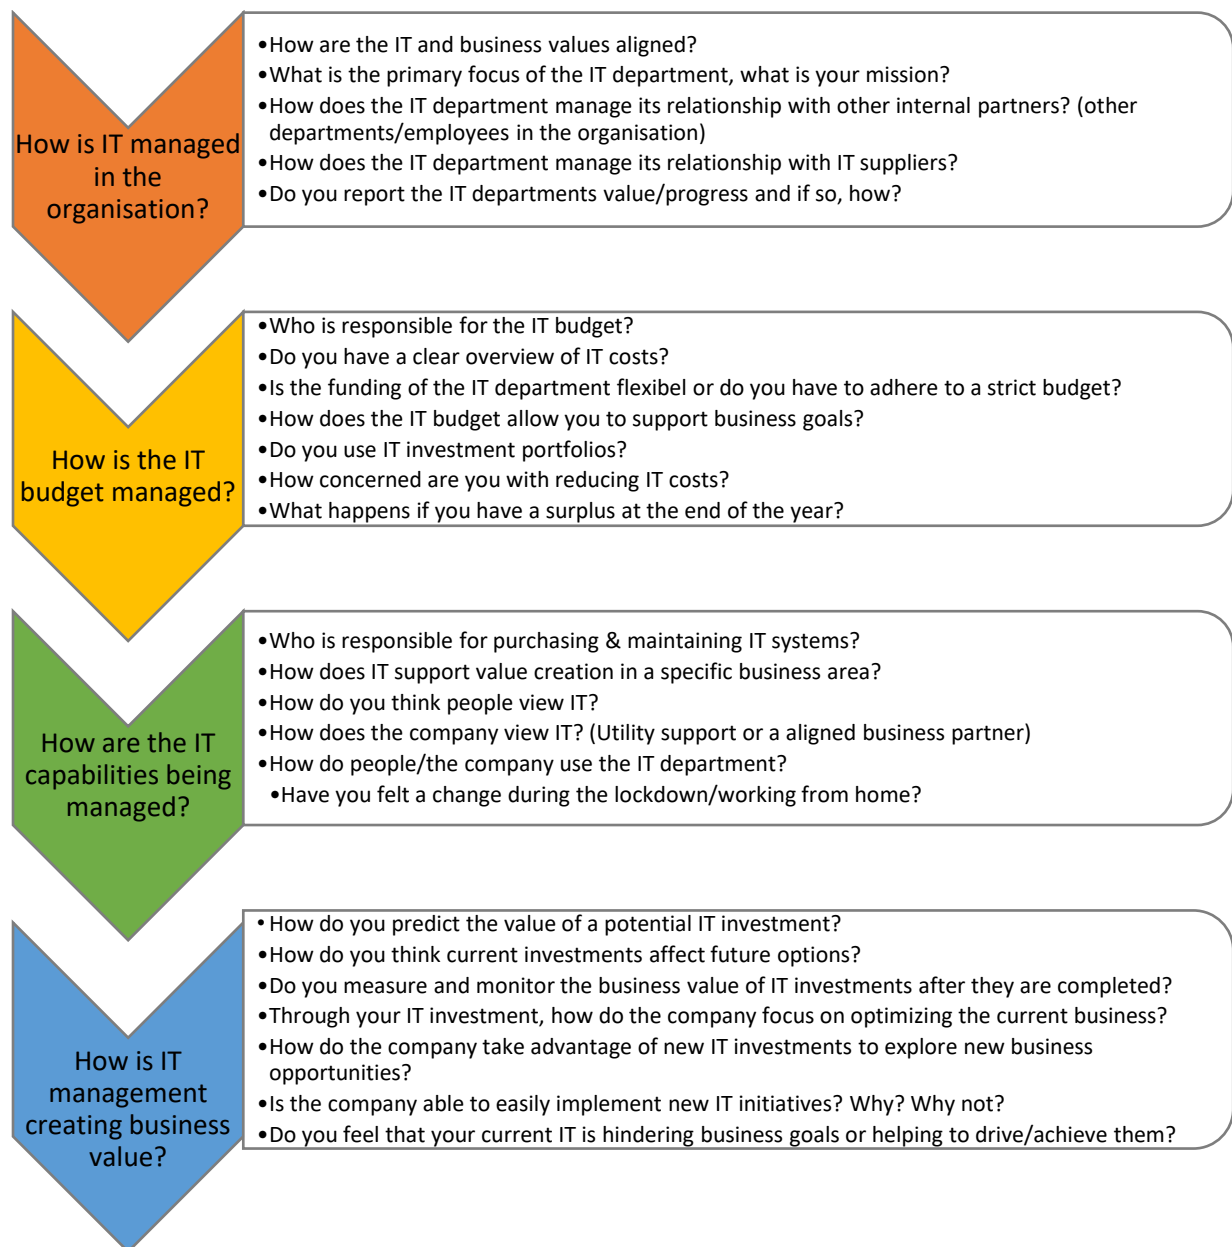 How is IT managed
in the
organisation?
•How are the IT and business values aligned?
•What is the primary focus of the IT department, what is your mission?
•How does the IT department manage its relationship with other internal partners? (other
departments/employees in the organisation)
•How does the IT department manage its relationship with IT suppliers?
•Do you report the IT departments value/progress and if so, how?
How is the IT
budget managed?
•Who is responsible for the IT budget?
•Do you have a clear overview of IT costs?
•Is the funding of the IT department flexibel or do you have to adhere to a strict budget?
•How does the IT budget allow you to support business goals?
•Do you use IT investment portfolios?
•How concerned are you with reducing IT costs?
•What happens if you have a surplus at the end of the year?
How are the IT
capabilities being
managed?
•Who is responsible for purchasing & maintaining IT systems?
•How does IT support value creation in a specific business area?
•How do you think people view IT?
•How does the company view IT? (Utility support or a aligned business partner)
•How do people/the company use the IT department?
•Have you felt a change during the lockdown/working from home?
How is IT
management
creating business
value?
• How do you predict the value of a potential IT investment?
•How do you think current investments affect future options?
•Do you measure and monitor the business value of IT investments after they are completed?
•Through your IT investment, how do the company focus on optimizing the current business?
•How do the company take advantage of new IT investments to explore new business
opportunities?
•Is the company able to easily implement new IT initiatives? Why? Why not?
•Do you feel that your current IT is hindering business goals or helping to drive/achieve them?